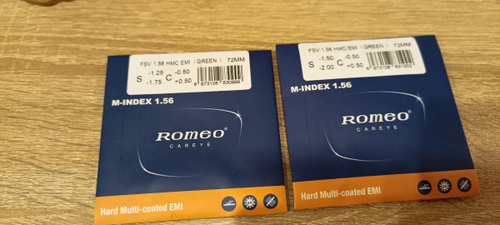 FSV 1.56 HMC EMI (GREEN) 72MM
S -1.25 C -0.50
-1.75 +0.50
M-INDEX 1.56
ROMEO®
CAREYE
Hard Multi-coated EMI
FSV 1.56 HMC EMI (GREEN) 72MM
S -1.50 C -0.50
-2.00 +0.50
M-INDEX 1.56
ROMEO®
CAREYE
Hard Multi-coated EMI